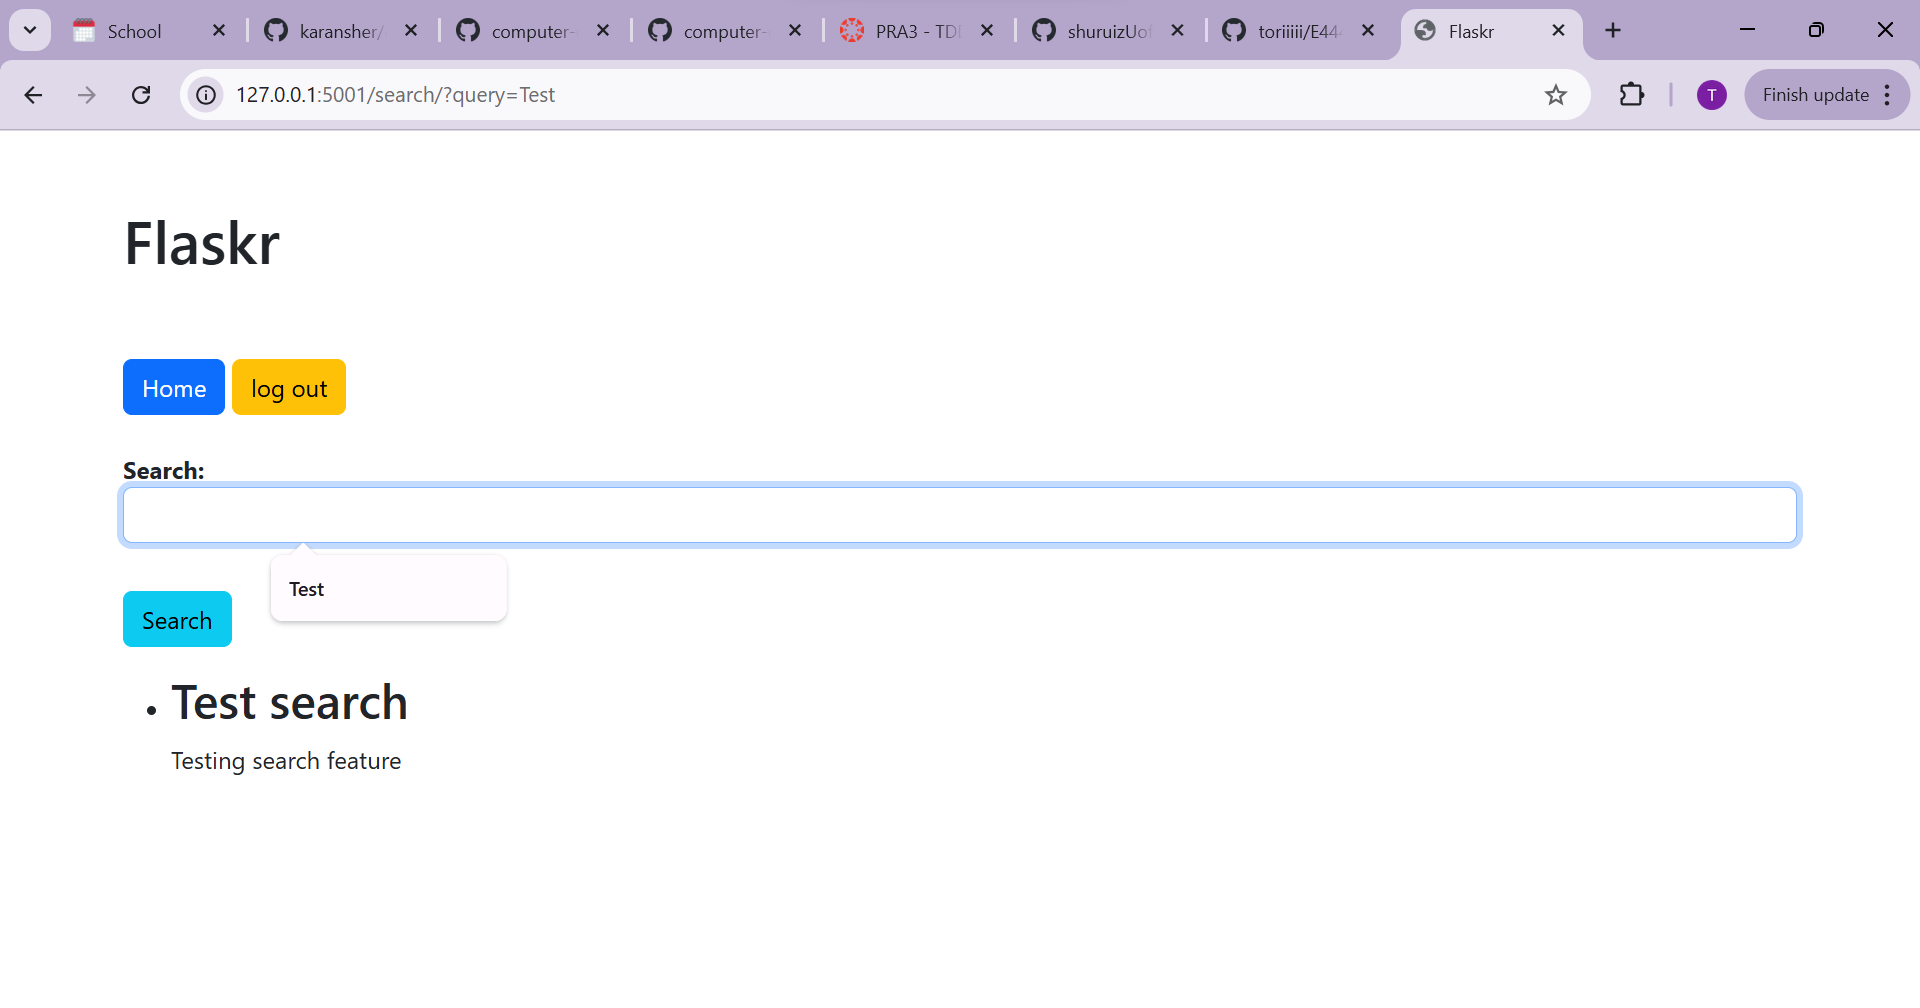 School karansher/ computer- computer- PRA3 - TD shuruizUo toriiiii/E44 Flaskr
127.0.0.1:5001/search/?query=Test T Finish update
Flaskr
Home log out
Search:
Test
Search
Test search
Testing search feature